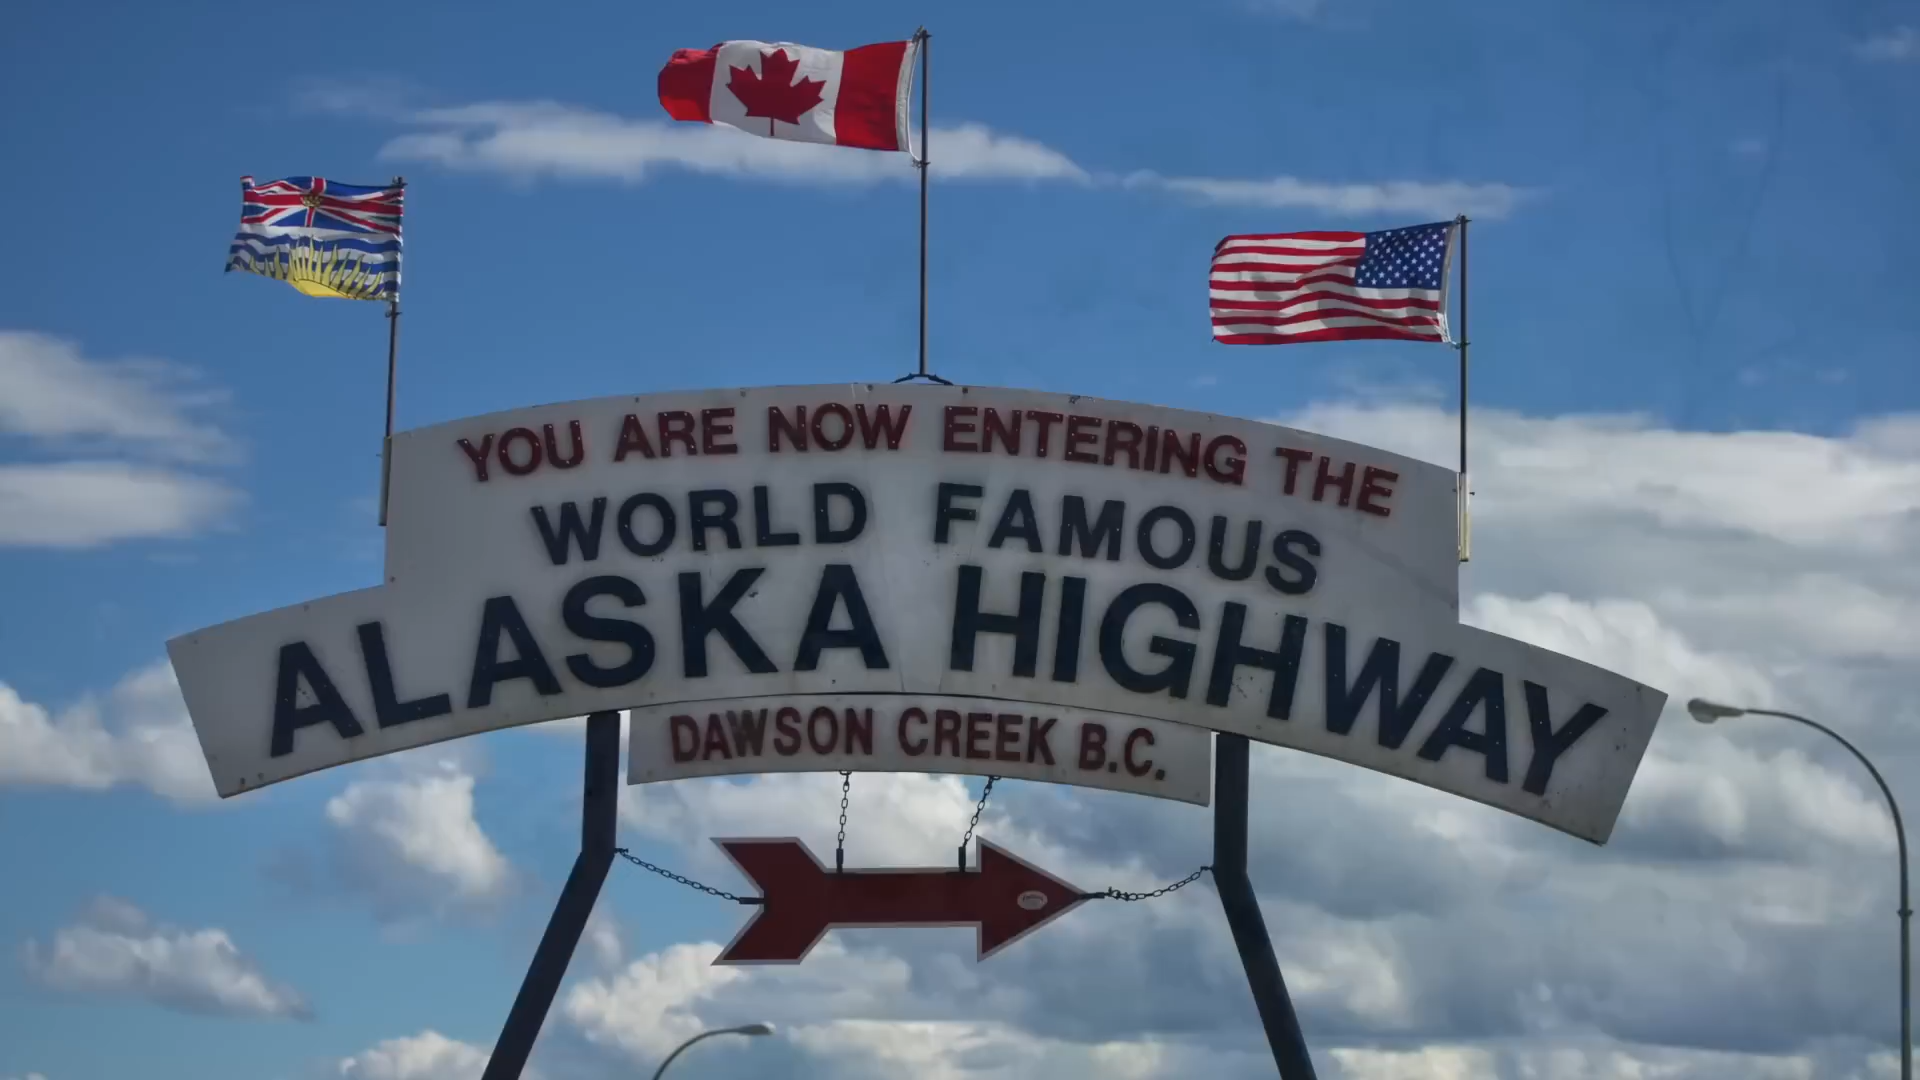 YOU ARE NOW ENTERING THE
WORLD FAMOUS
ALASKA HIGHWAY
DAWSON CREEK B.C.